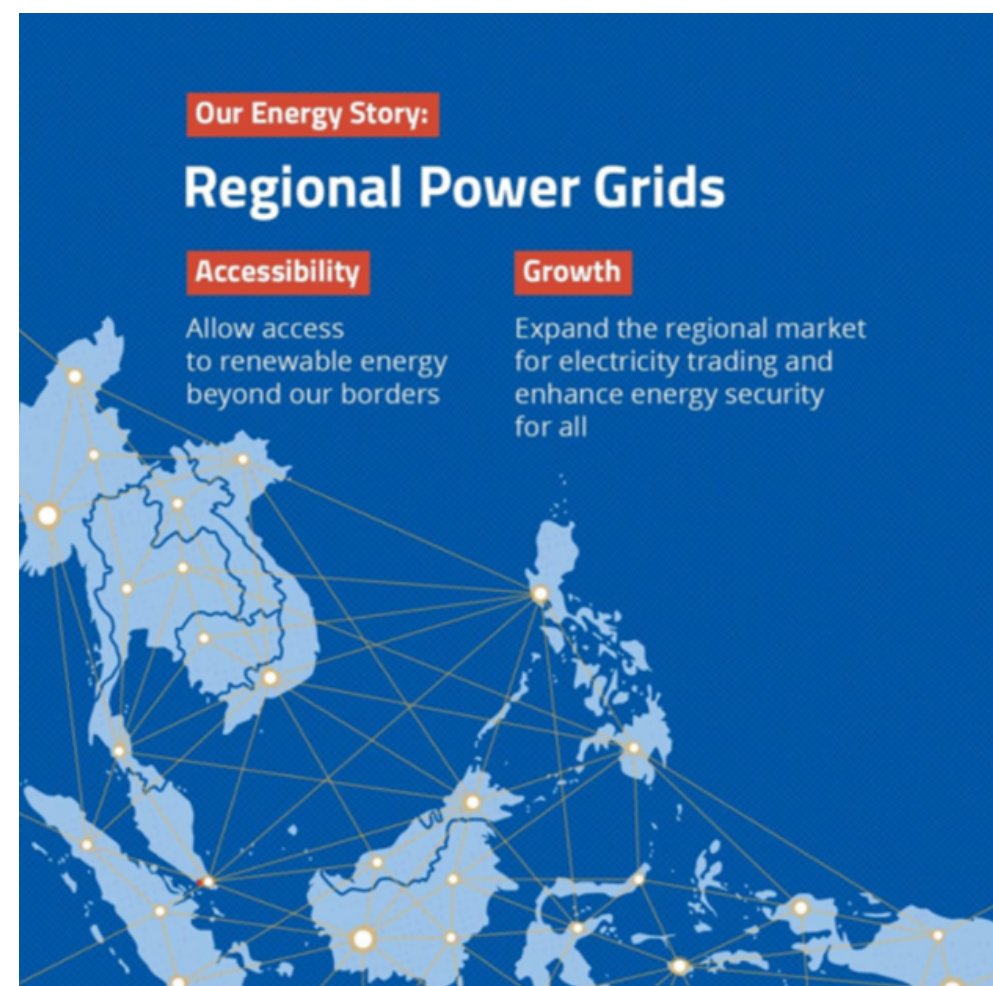 Our Energy Story:
Regional Power Grids
Accessibility
Allow access
to renewable energy
beyond our borders
Growth
Expand the regional market
for electricity trading and
enhance energy security
for all